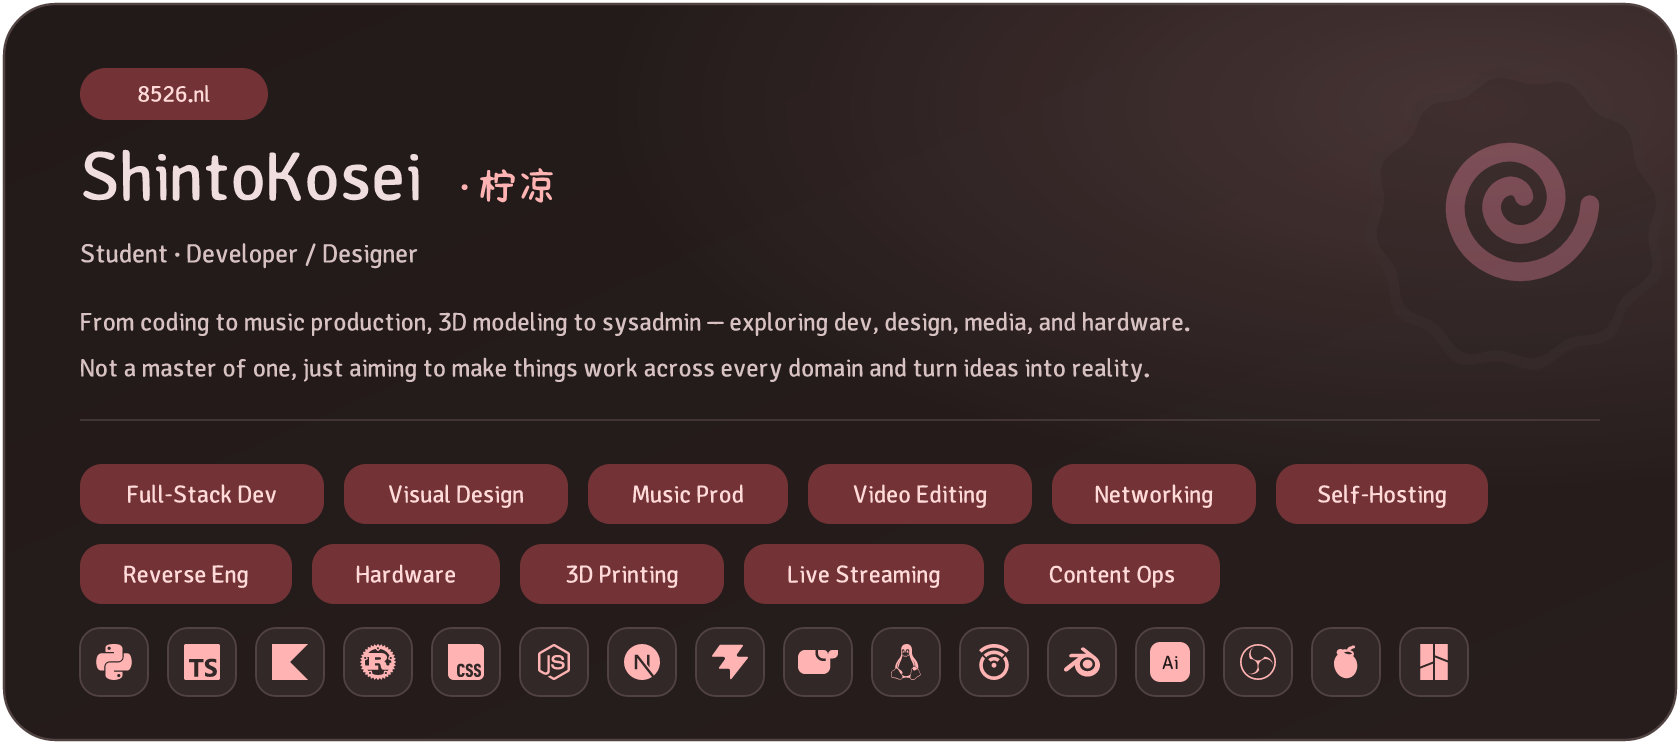 8526.nl
ShintoKosei · 柠凉
Student · Developer / Designer
From coding to music production, 3D modeling to sysadmin — exploring dev, design, media, and hardware.
Not a master of one, just aiming to make things work across every domain and turn ideas into reality.
Full-Stack Dev Visual Design Music Prod Video Editing Networking Self-Hosting
Reverse Eng Hardware 3D Printing Live Streaming Content Ops
TS R CSS JS N Ai